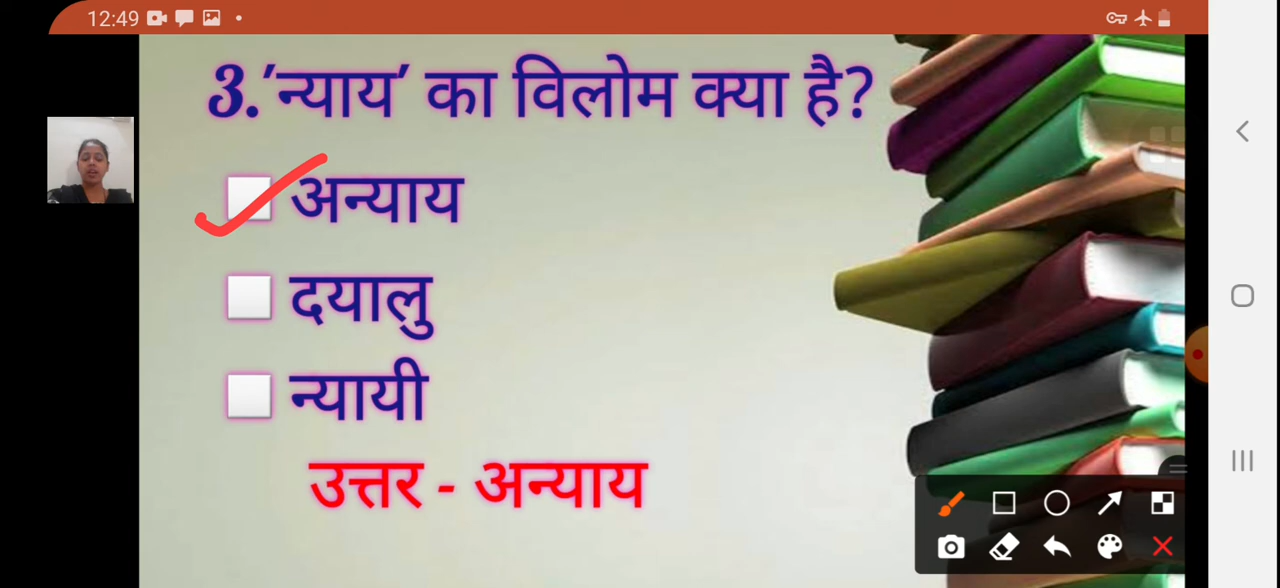 12:49
3.'न्याय' का विलोम क्या है?
अन्याय
दयालु
न्यायी
उत्तर - अन्याय